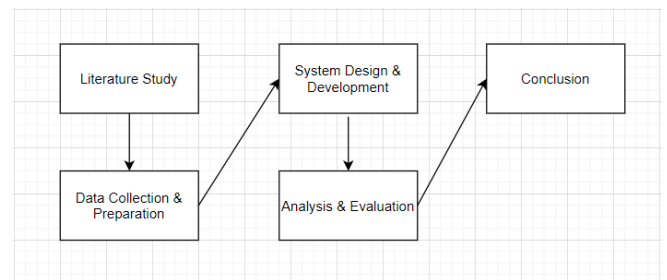 Literature Study
Data Collection &
Preparation
System Design &
Development
Analysis & Evaluation
Conclusion